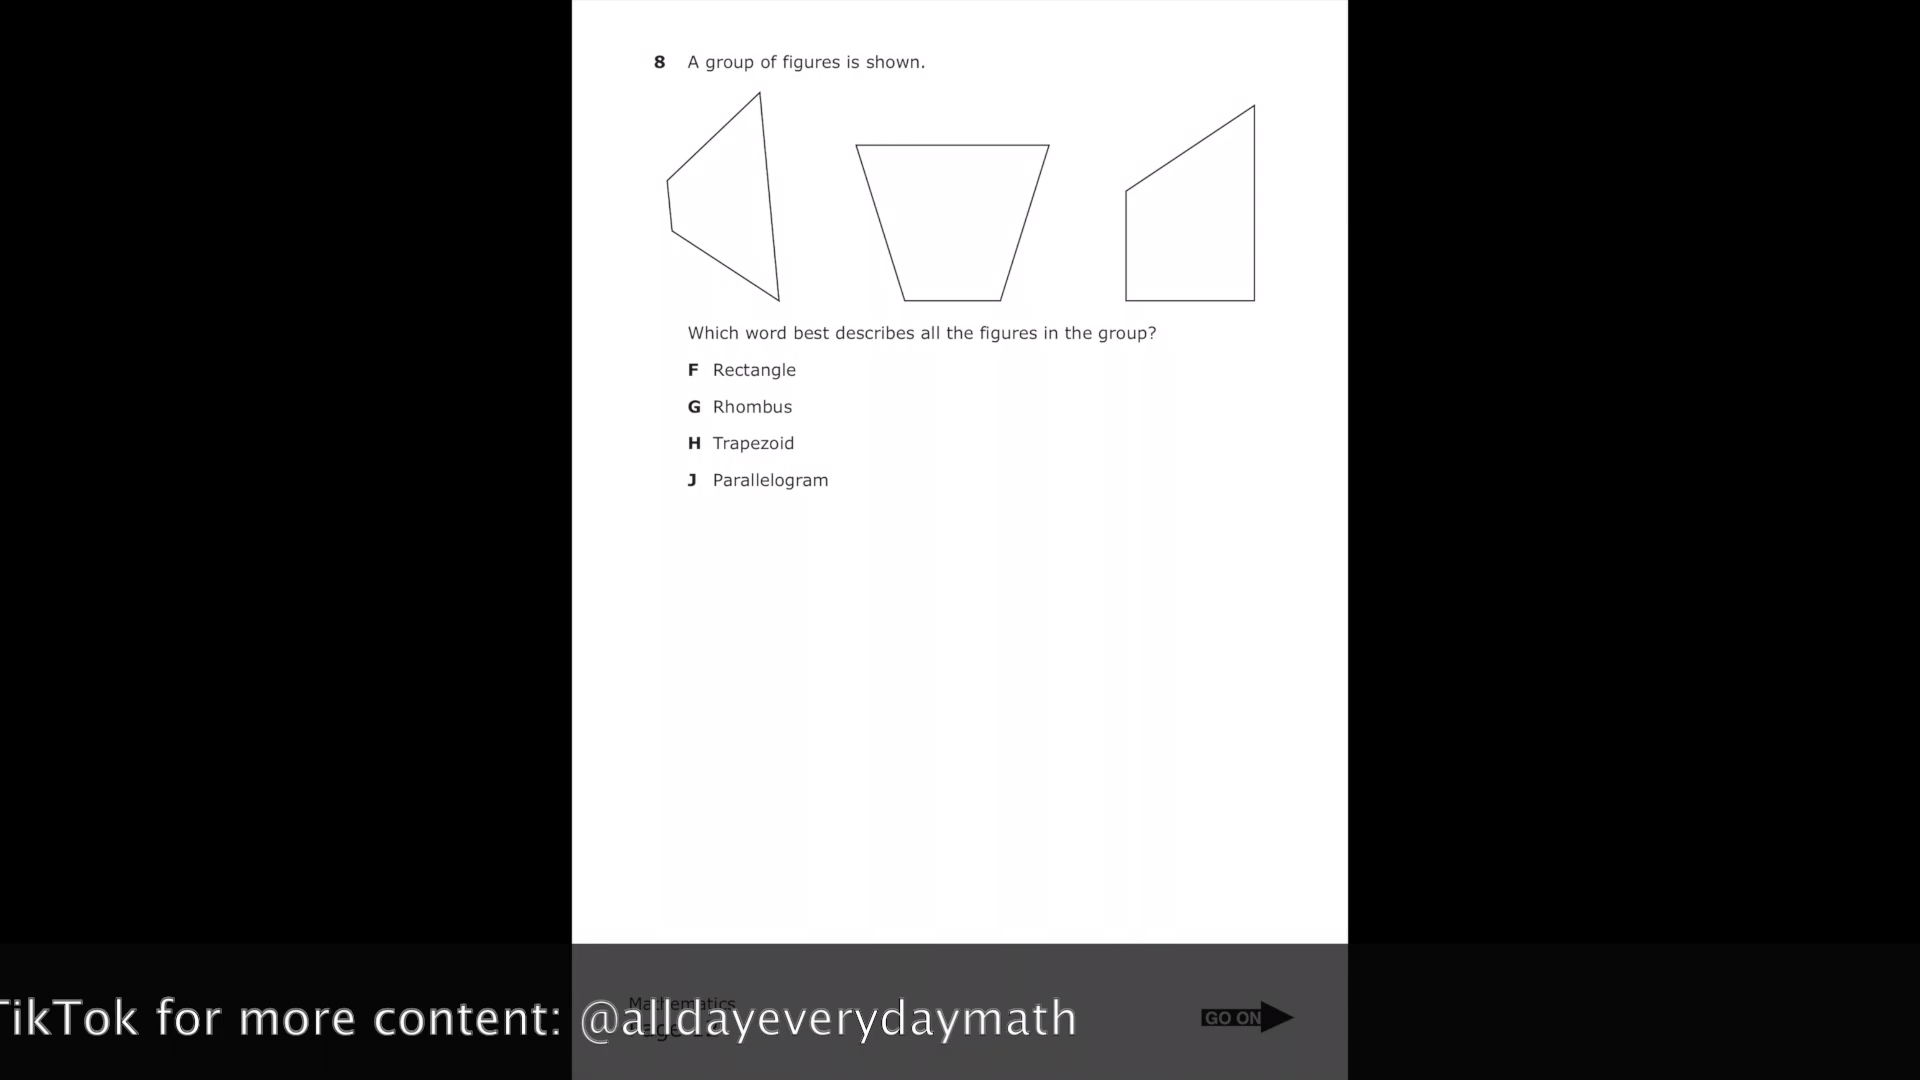 8 A group of figures is shown.
Which word best describes all the figures in the group?
F Rectangle
G Rhombus
H Trapezoid
J Parallelogram
Mathematics
TikTok for more content: @alldayeverydaymath
GO ON